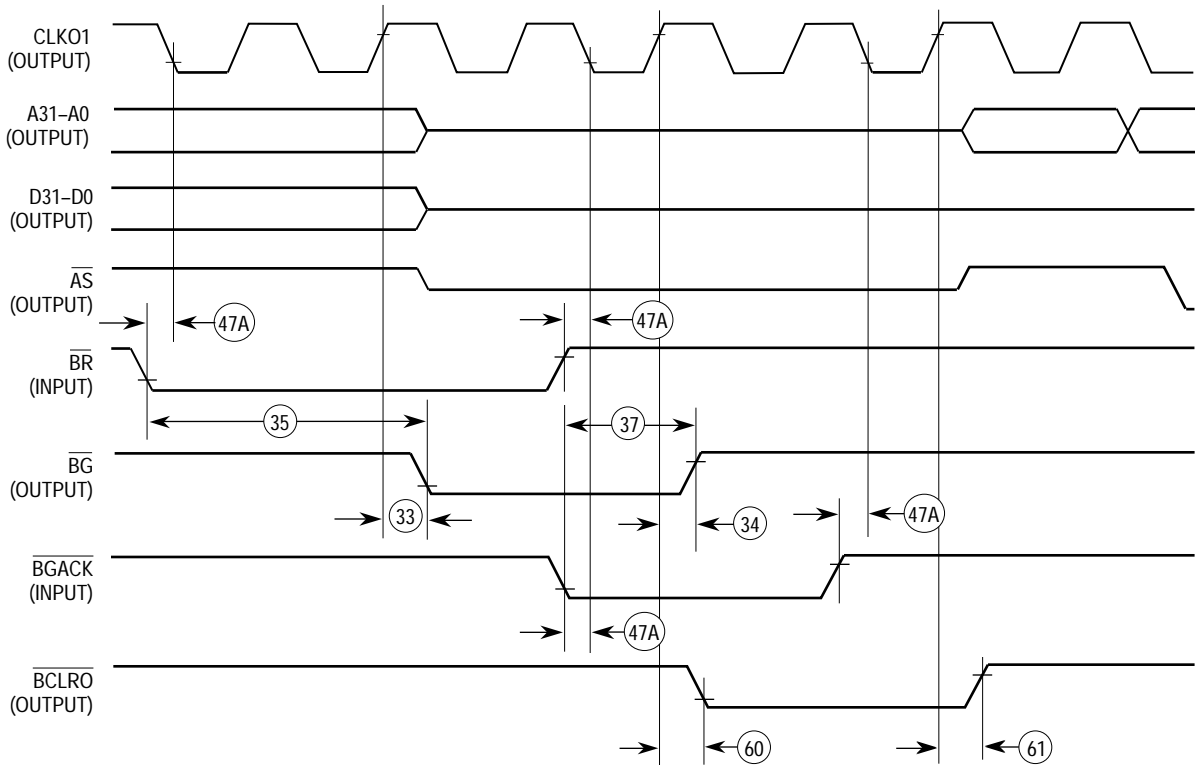 CLKO1
(OUTPUT)
A31–A0
(OUTPUT)
D31–D0
(OUTPUT)
AS
(OUTPUT)
47A
47A
BR
(INPUT)
35
37
BG
(OUTPUT)
33
34
47A
BGACK
(INPUT)
47A
BCLRO
(OUTPUT)
60
61